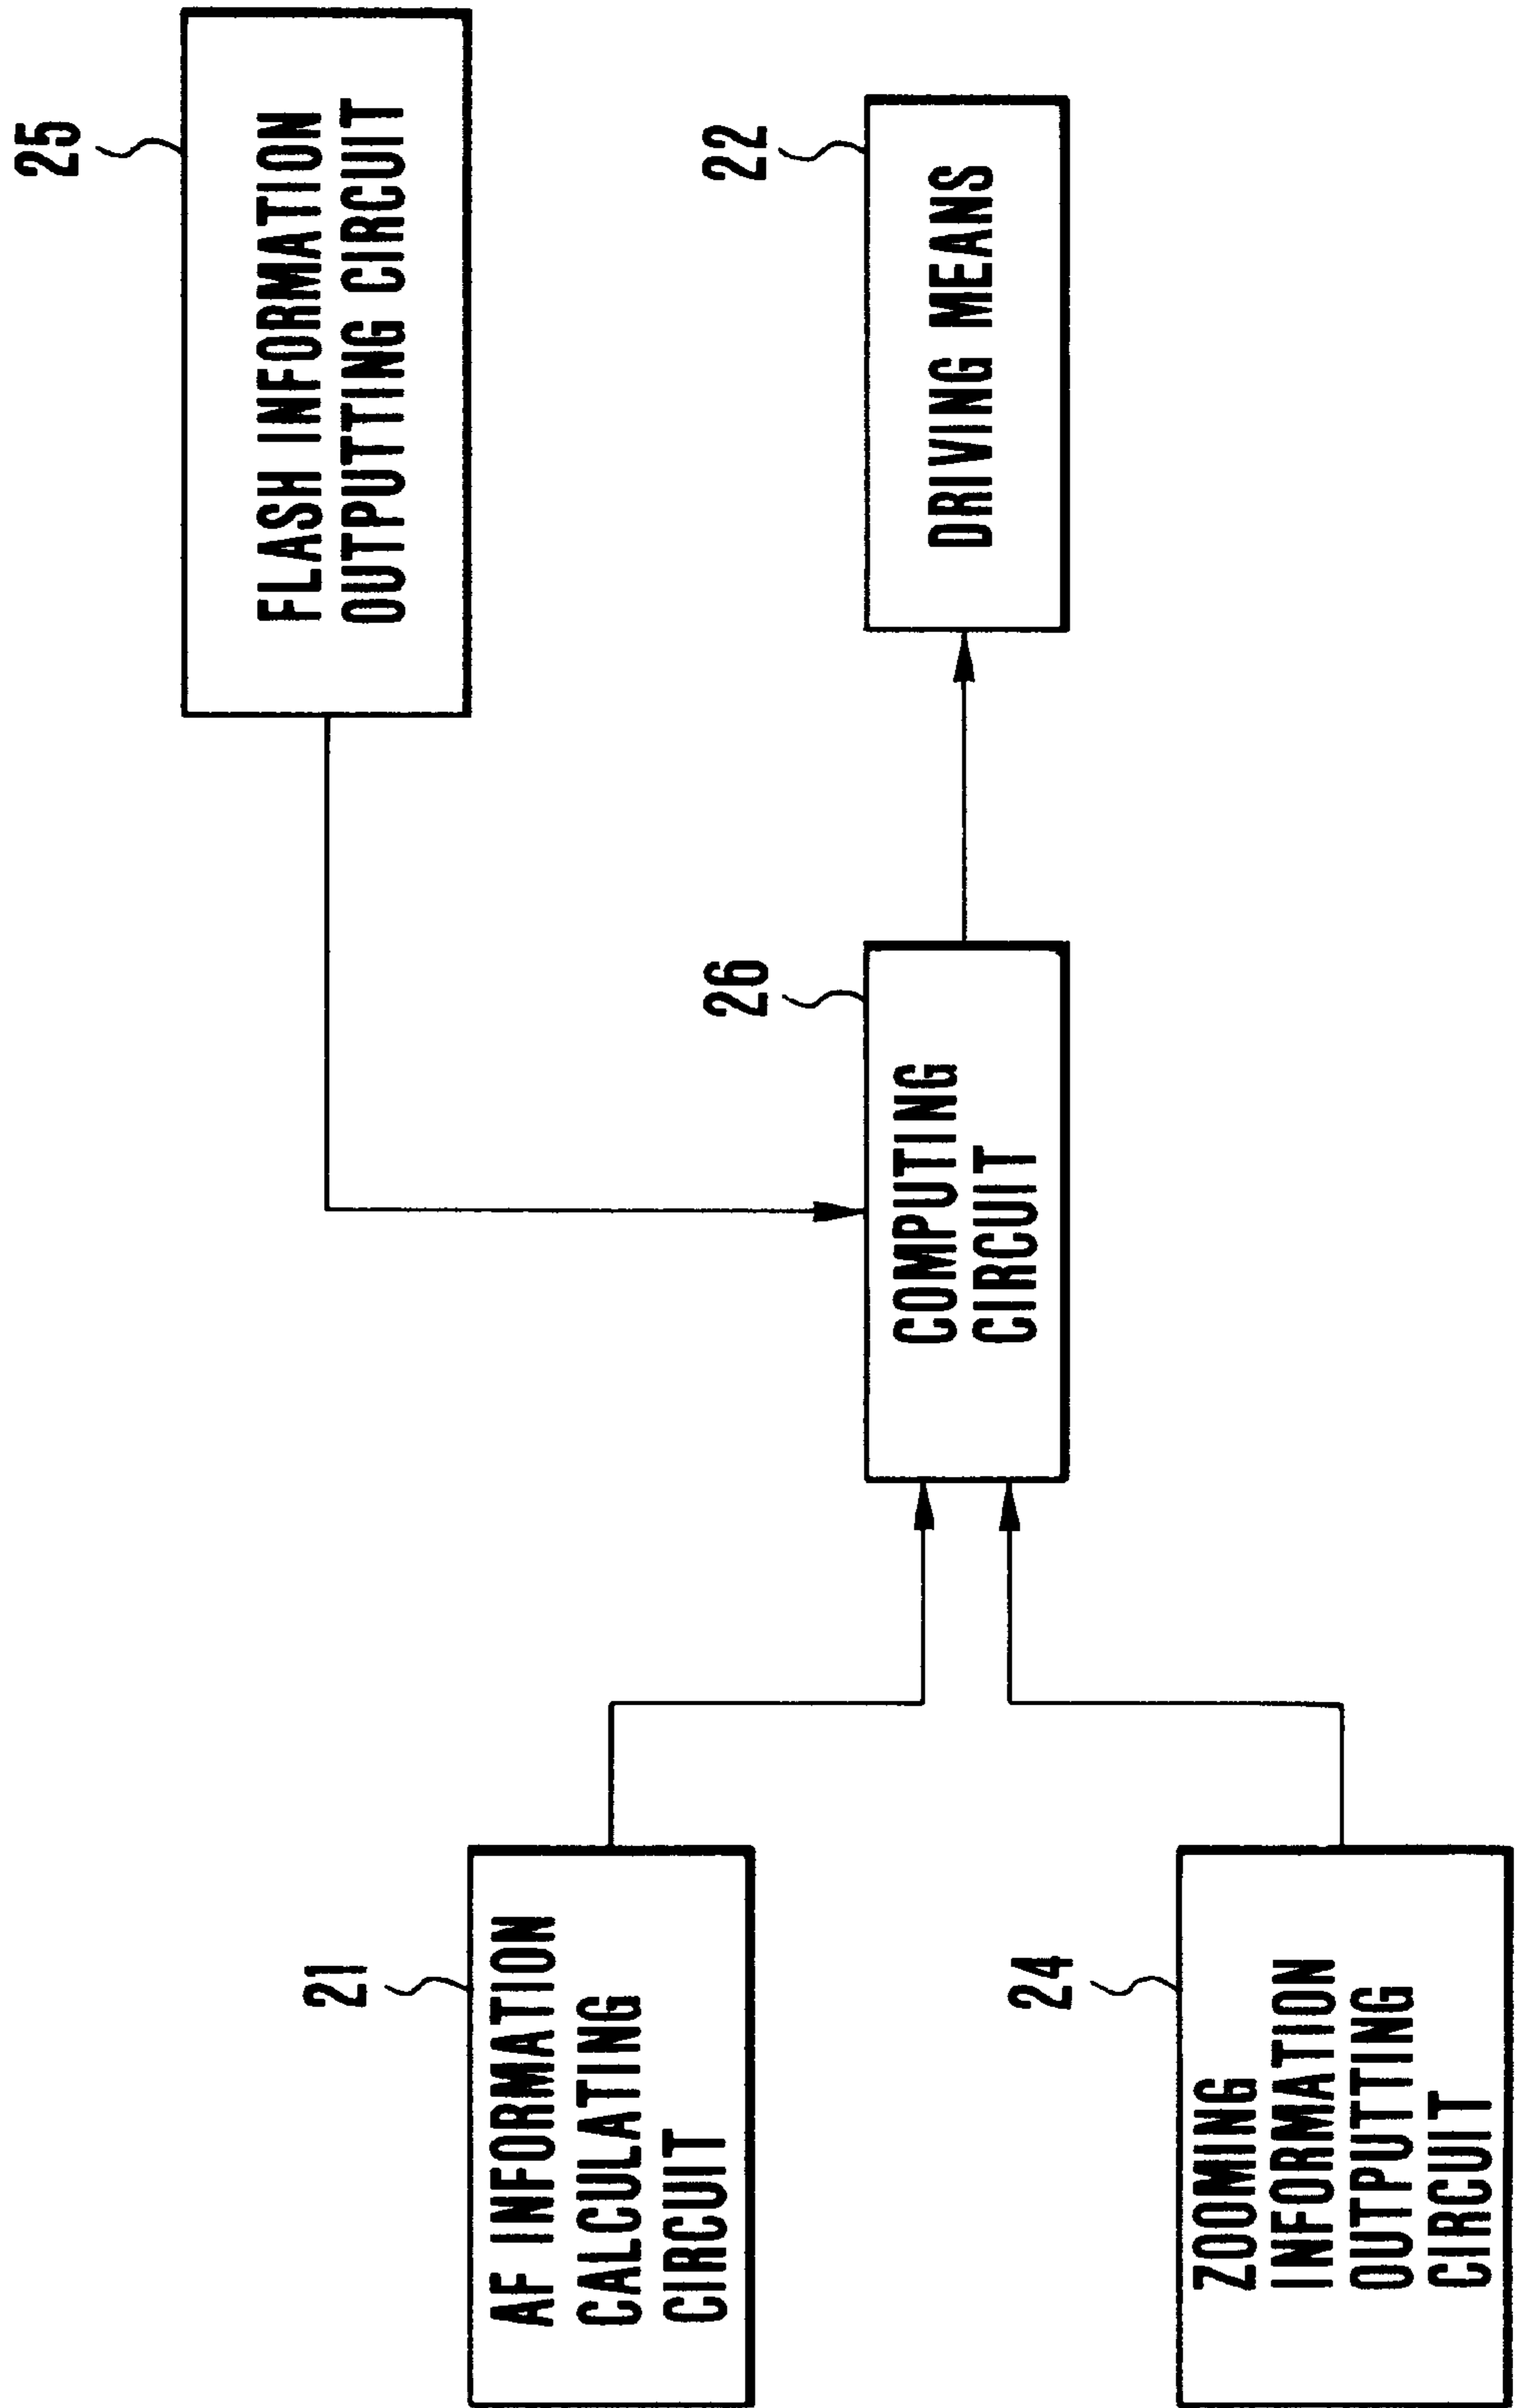 25
FLASH INFORMATION
OUTPUTTING CIRCUIT
21
AF INFORMATION
CALCULATING
CIRCUIT
26
COMPUTING
CIRCUIT
22
DRIVING MEANS
24
ZOOMING
INFORMATION
OUTPUTTING
CIRCUIT